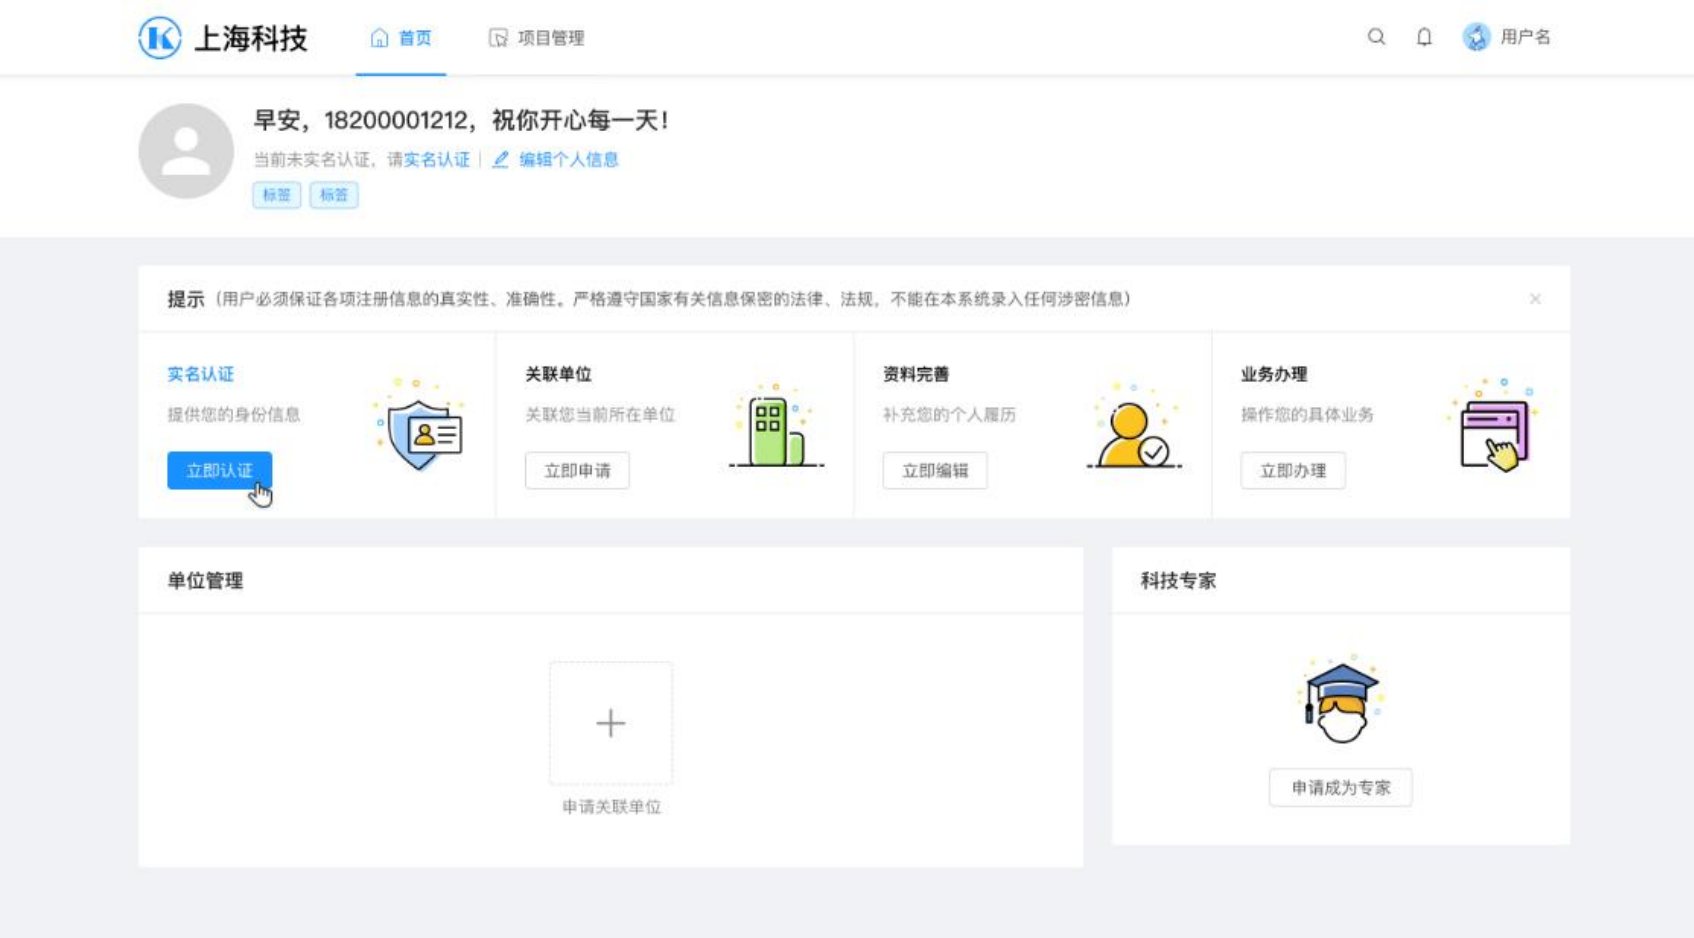 上海科技
首页
项目管理
用户名
早安，18200001212，祝你开心每一天！
当前未实名认证，请实名认证 | 编辑个人信息
标签 标签
提示（用户必须保证各项注册信息的真实性、准确性。严格遵守国家有关信息保密的法律、法规，不能在本系统录入任何涉密信息）
实名认证
提供您的身份信息
立即认证
关联单位
关联您当前所在单位
立即申请
资料完善
补充您的个人履历
立即编辑
业务办理
操作您的具体业务
立即办理
单位管理
申请关联单位
科技专家
申请成为专家